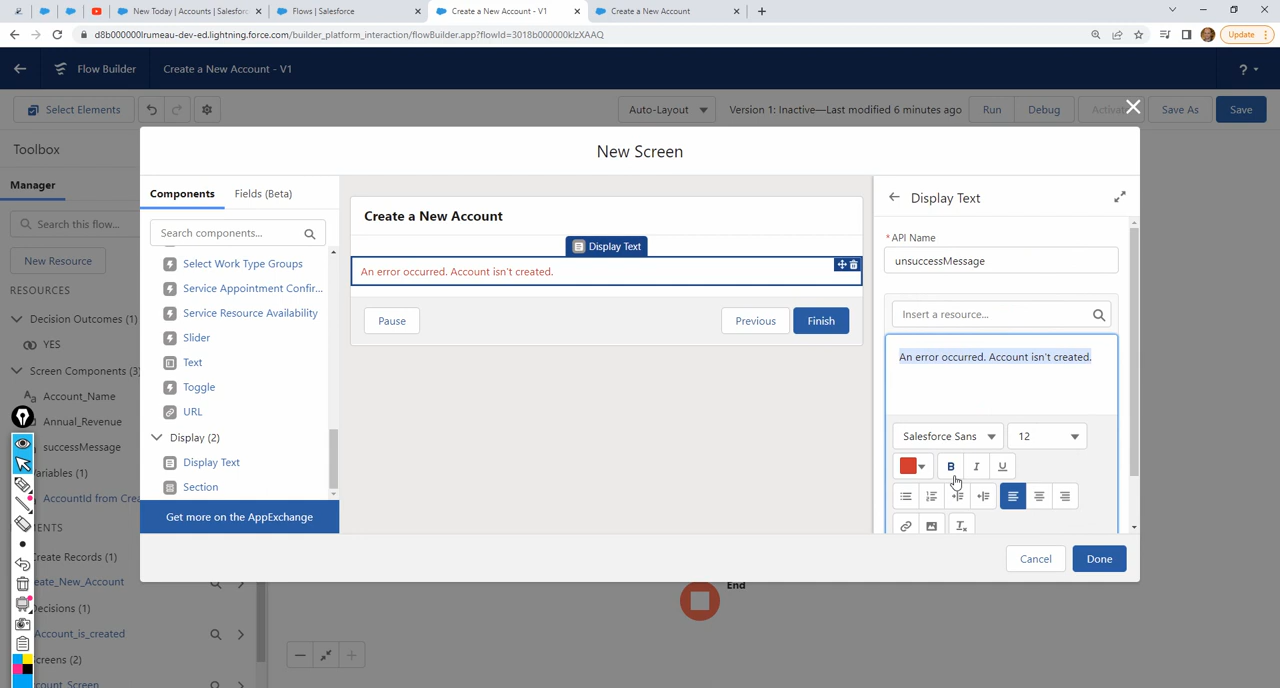 New Today | Accounts | Salesforc
Flows | Salesforce
Create a New Account - V1
Create a New Account
d8b000000lrumeau-dev-ed.lightning.force.com/builder_platform_interaction/flowBuilder.app?flowId=3018b000000klzXAAQ
Update
Flow Builder
Create a New Account - V1
?
Select Elements
Auto-Layout
Version 1: Inactive—Last modified 6 minutes ago
Run
Debug
Activat
Save As
Save
Toolbox
Manager
Search this flow...
New Resource
RESOURCES
Decision Outcomes (1)
YES
Screen Components (3)
Account_Name
Annual_Revenue
successMessage
ariables (1)
AccountId from Crea
EMENTS
Create Records (1)
eate_New_Account
ecisions (1)
Account_is_created
creens (2)
count_Screen
New Screen
Components
Fields (Beta)
Search components...
Select Work Type Groups
Service Appointment Confir...
Service Resource Availability
Slider
Text
Toggle
URL
Display (2)
Display Text
Section
Get more on the AppExchange
Create a New Account
Display Text
An error occurred. Account isn't created.
Pause
Previous
Finish
Display Text
*API Name
unsuccessMessage
Insert a resource...
An error occurred. Account isn't created.
Salesforce Sans
12
B
I
U
Cancel
Done
End